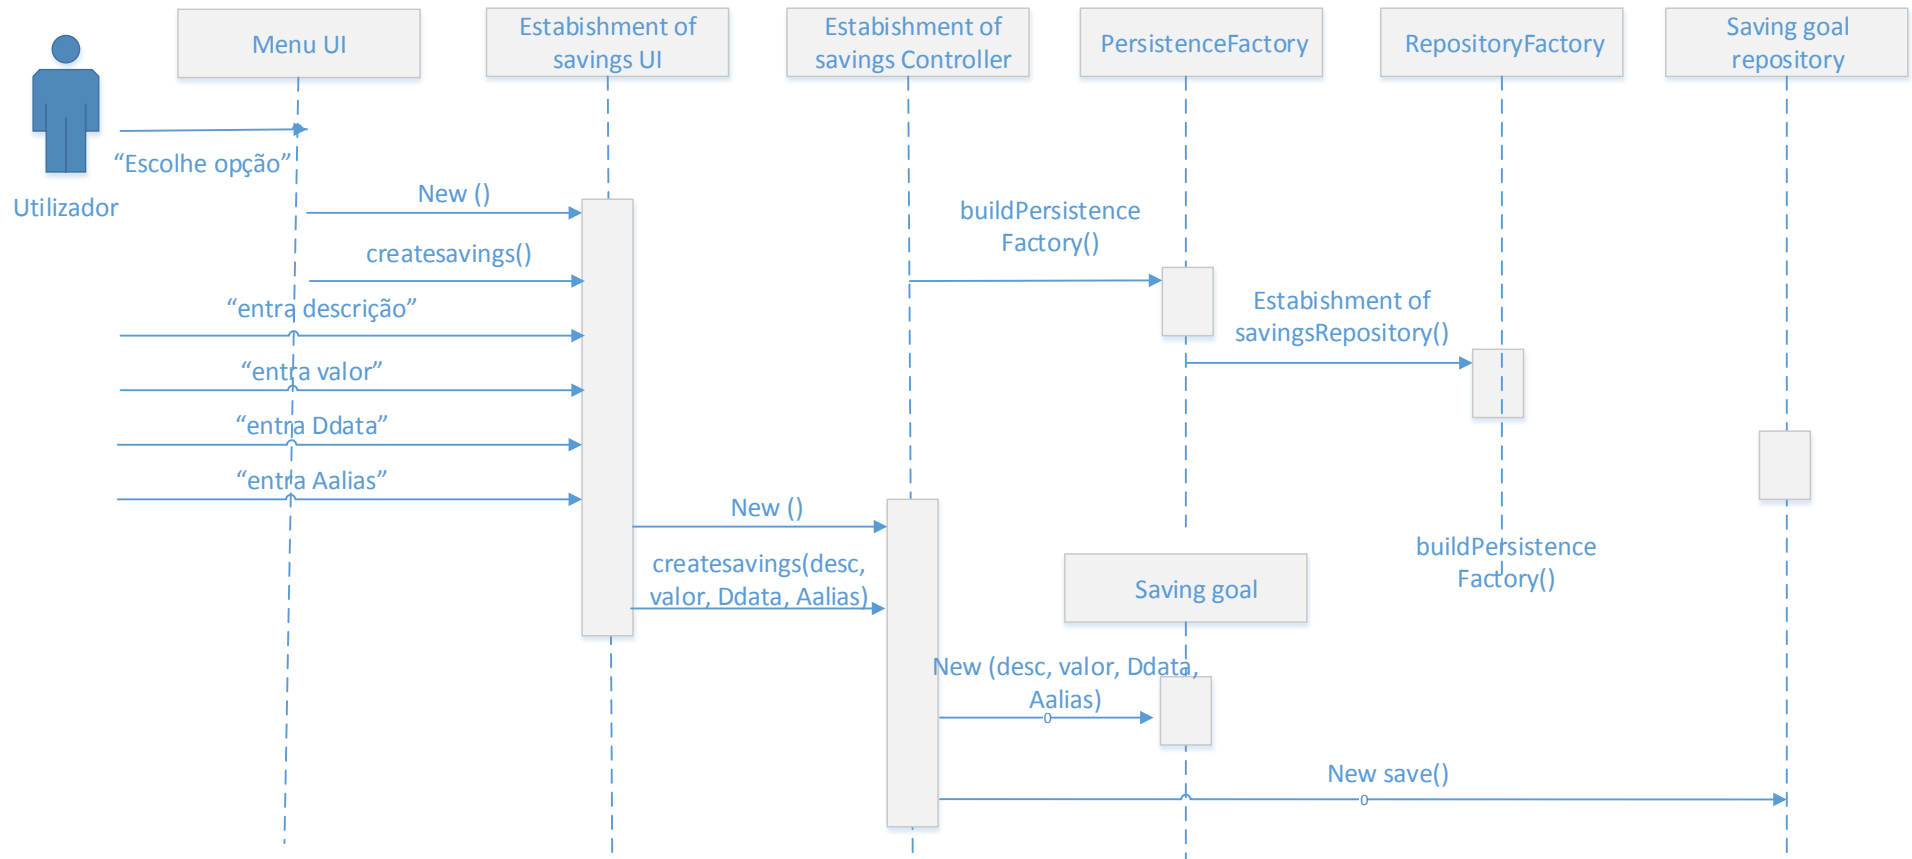 Menu UI
Estabishment of
savings UI
Estabishment of
savings Controller
PersistenceFactory
RepositoryFactory
Saving goal
repository
“Escolhe opção”
Utilizador
New ()
createsavings()
“entra descrição”
“entra valor”
“entra Ddata”
“entra Aalias”
buildPersistence
Factory()
Estabishment of
savingsRepository()
New ()
createsavings(desc,
valor, Ddata, Aalias)
buildPersistence
Factory()
Saving goal
New (desc, valor, Ddata,
Aalias)
0
New save()
0